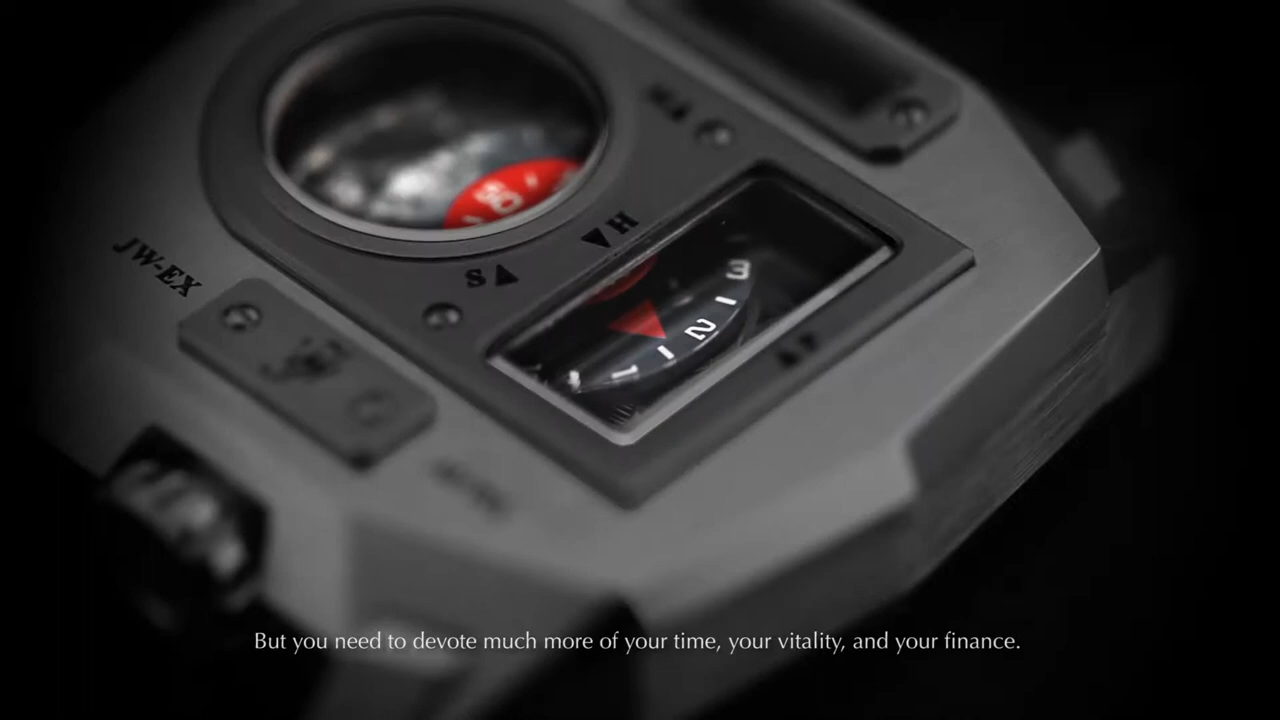 50
▼H
S▲
JW-EX
3
2
1
But you need to devote much more of your time, your vitality, and your finance.